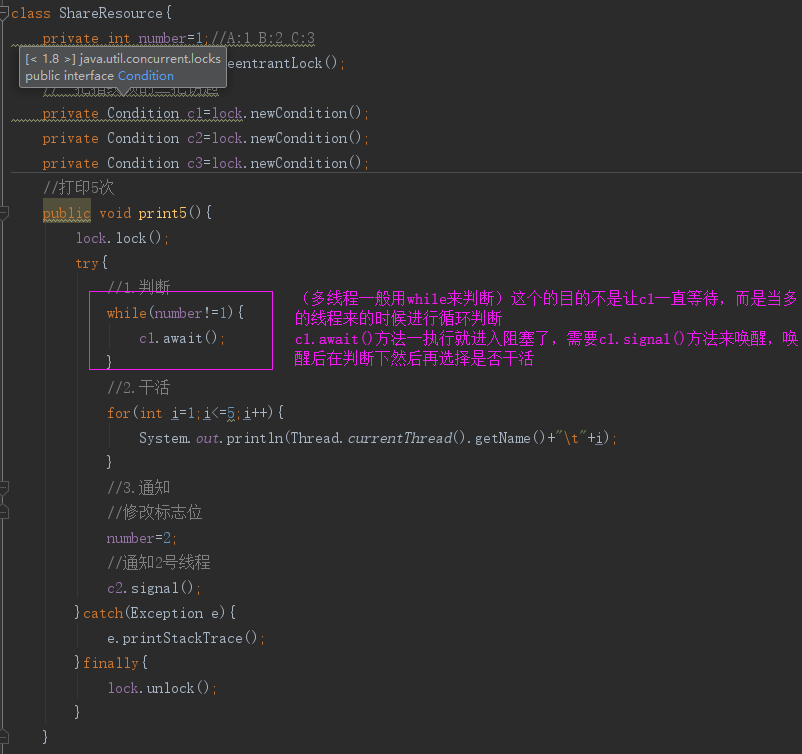 class ShareResource{
private int number=1;//A:1 B:2 C:3
[< 1.8 >] java.util.concurrent.locks
public interface Condition
eentrantLock();
private Condition c1=lock.newCondition();
private Condition c2=lock.newCondition();
private Condition c3=lock.newCondition();
//打印5次
public void print5(){
lock.lock();
try{
//1.判断
while(number!=1){
c1.await();
}
（多线程一般用while来判断）这个的目的不是让c1一直等待，而是当多
的线程来的时候进行循环判断
c1.await()方法一执行就进入阻塞了，需要c1.signal()方法来唤醒，唤
醒后在判断下然后再选择是否干活
//2.干活
for(int i=1;i<=5;i++){
System.out.println(Thread.currentThread().getName()+"\t"+i);
}
//3.通知
//修改标志位
number=2;
//通知2号线程
c2.signal();
}catch(Exception e){
e.printStackTrace();
}finally{
lock.unlock();
}
}